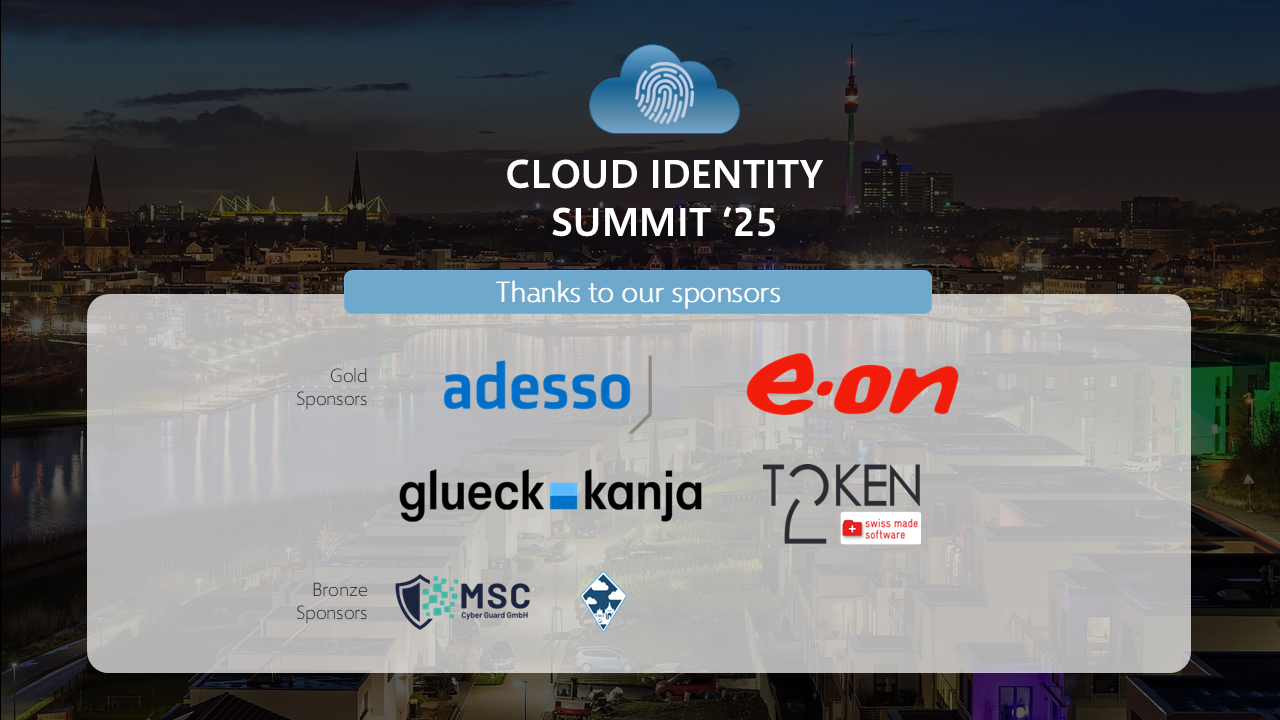 CLOUD IDENTITY
SUMMIT ‘25
Thanks to our sponsors
Gold
Sponsors
adesso
e·on
glueck kanja
TOKEN
2
swiss made
software
Bronze
Sponsors
MSC
Cyber Guard GmbH